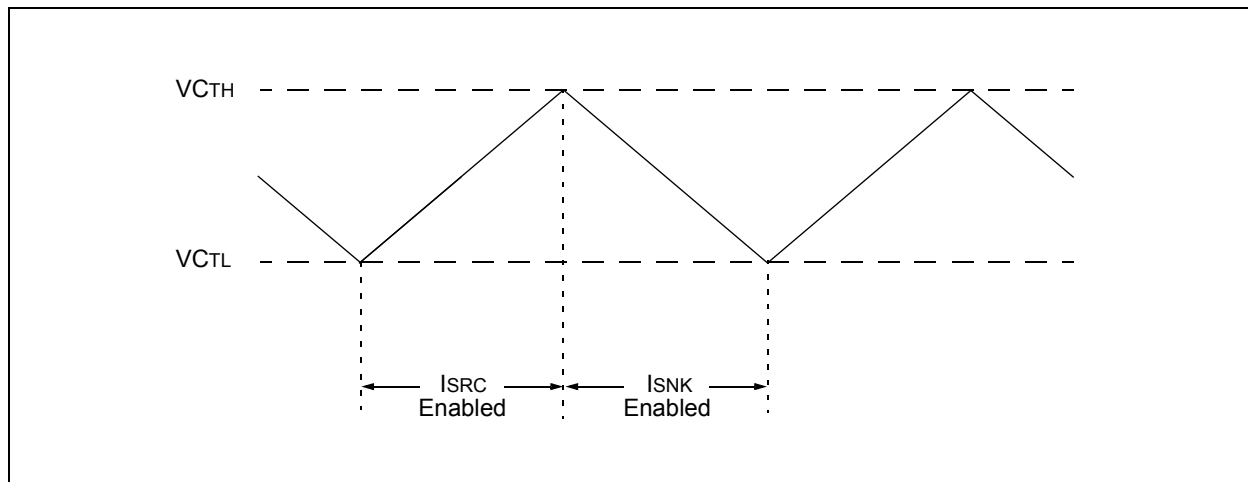 VCTH
VCTL
ISRC
Enabled
ISNK
Enabled